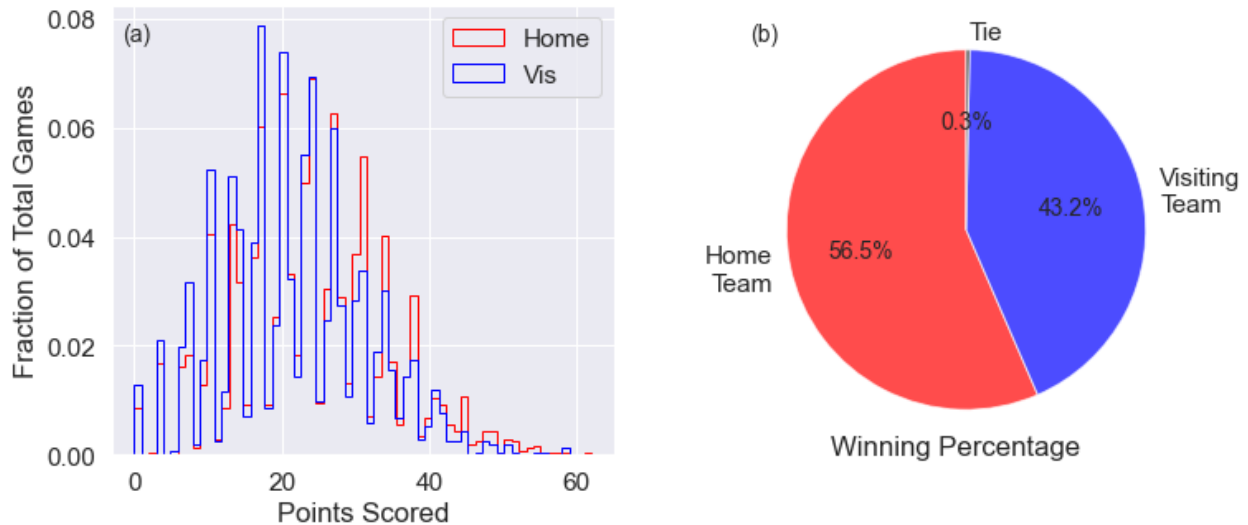 (a)
Home
Vis
0.08
0.06
0.04
0.02
0.00
Fraction of Total Games
0 20 40 60
Points Scored
(b)
Tie
0.3%
43.2%
Visiting
Team
56.5%
Home
Team
Winning Percentage